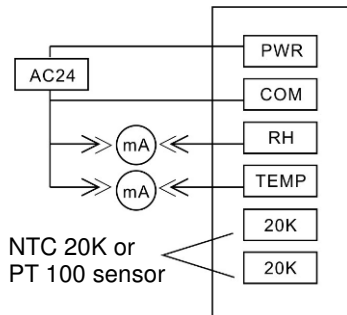 PWR
AC24
COM
mA
RH
mA
TEMP
20K
NTC 20K or
PT 100 sensor
20K